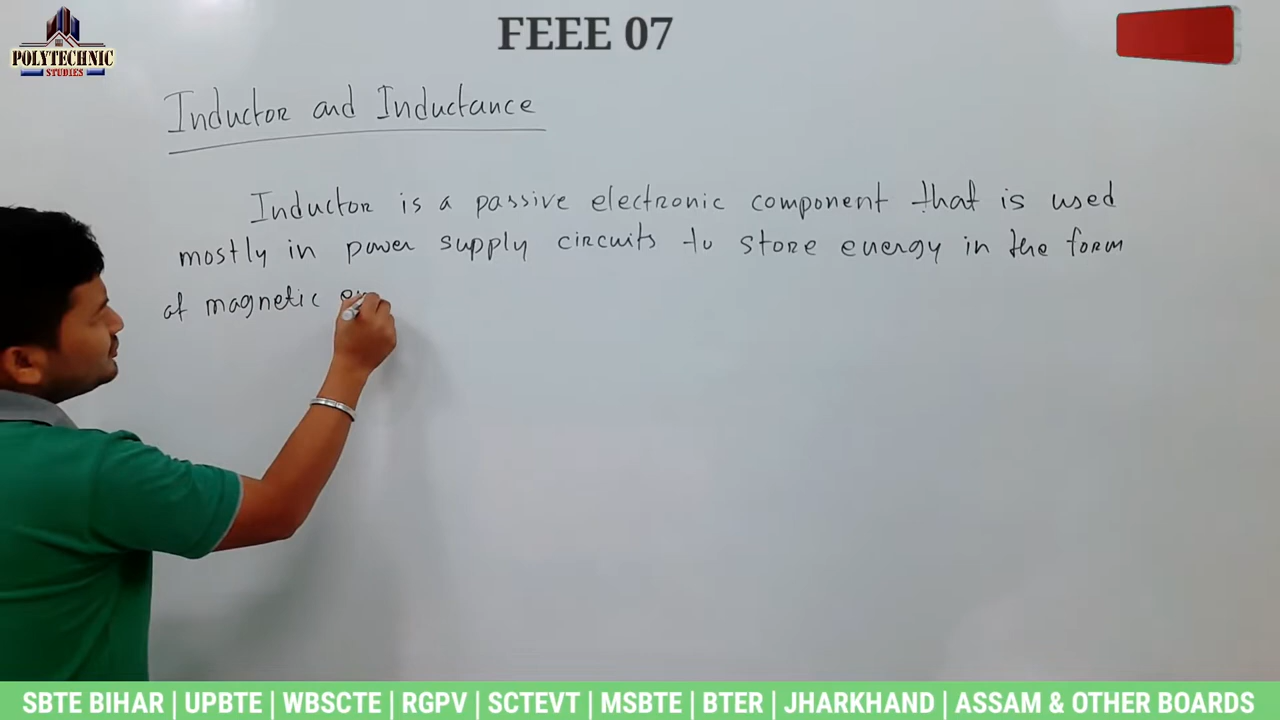 FEEE 07
POLYTECHNIC
STUDIES
Inductor and Inductance
Inductor is a passive electronic component that is used
mostly in power supply circuits to store energy in the form
of magnetic
SBTE BIHAR | UPBTE | WBSCTE | RGPV | SCTEVT | MSBTE | BTER | JHARKHAND | ASSAM & OTHER BOARDS